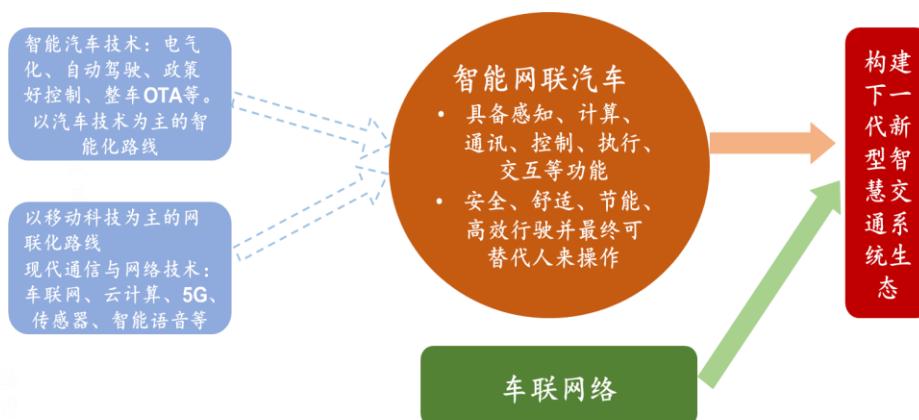 智能汽车技术：电气
化、自动驾驶、政策
好控制、整车OTA等。
以汽车技术为主的智
能化路线
以移动科技为主的网
联化路线
现代通信与网络技术：
车联网、云计算、5G、
传感器、智能语音等
智能网联汽车
• 具备感知、计算、
通讯、控制、执行、
交互等功能
• 安全、舒适、节能、
高效行驶并最终可
替代人来操作
车联网络
构建
下一
代新
型智
慧交
通系
统生
态